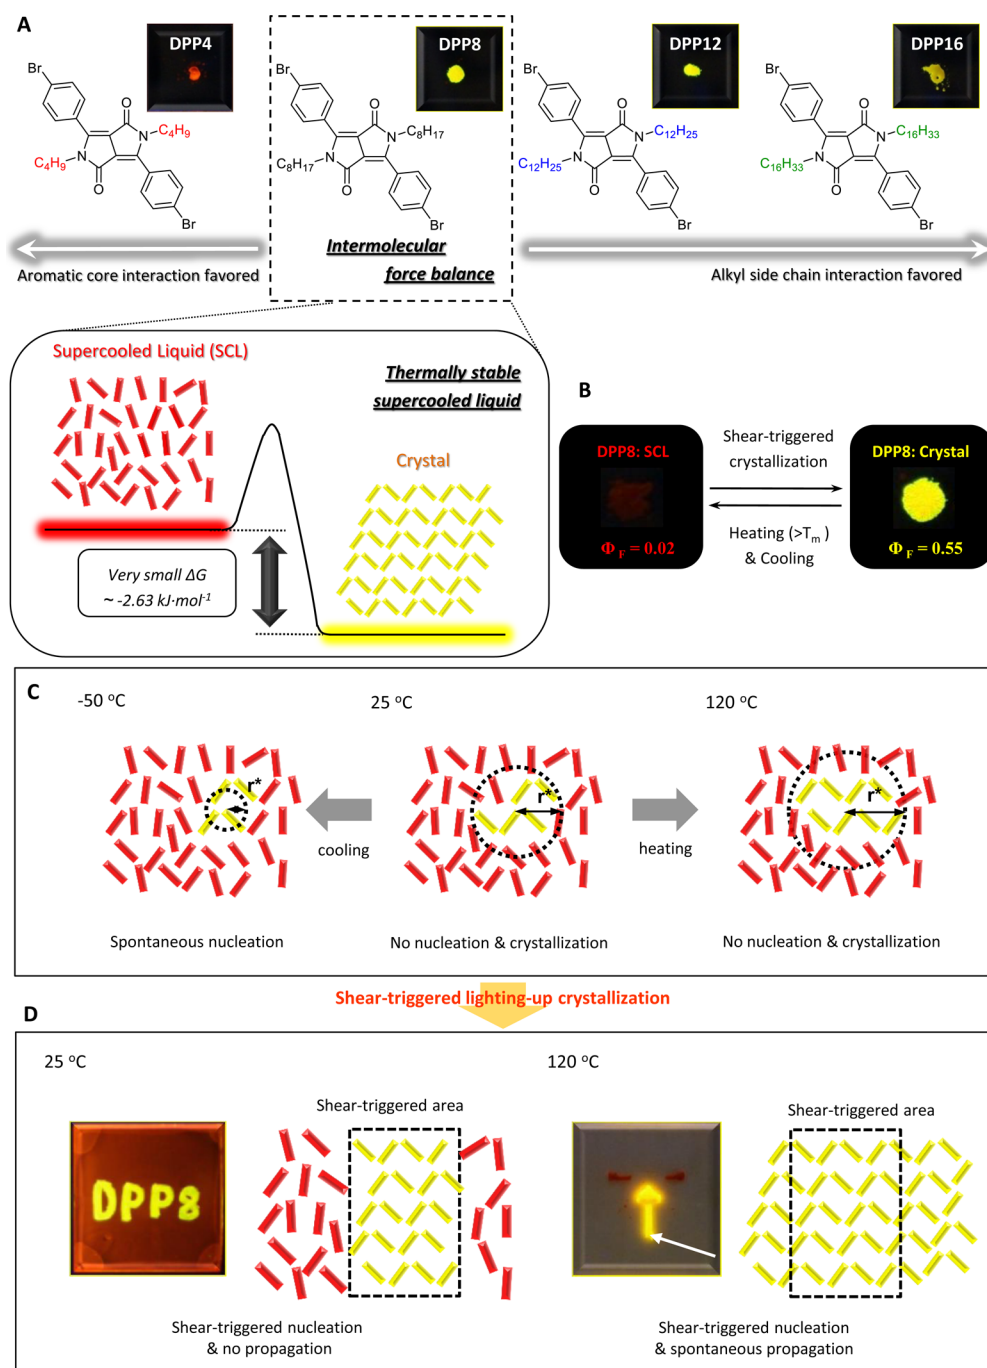 A
DPP4
DPP8
DPP12
DPP16
Br
Br
Br
Br
O
O
O
O
N
N
N
N
C₄H₉
C₈H₁₇
C₁₂H₂₅
C₁₆H₃₃
C₄H₉
C₈H₁₇
C₁₂H₂₅
C₁₆H₃₃
N
N
N
N
O
O
O
O
Br
Br
Br
Br
Aromatic core interaction favored
Intermolecular
force balance
Alkyl side chain interaction favored
Supercooled Liquid (SCL)
Thermally stable
supercooled liquid
Crystal
Very small ΔG
~ -2.63 kJ·mol⁻¹
B
DPP8: SCL
Φ F = 0.02
Shear-triggered
crystallization
Heating (>Tₘ )
& Cooling
DPP8: Crystal
Φ F = 0.55
C
-50 °C
25 °C
120 °C
r*
r*
r*
cooling
heating
Spontaneous nucleation
No nucleation & crystallization
No nucleation & crystallization
Shear-triggered lighting-up crystallization
D
25 °C
120 °C
DPP8
Shear-triggered area
Shear-triggered area
Shear-triggered nucleation
& no propagation
Shear-triggered nucleation
& spontaneous propagation